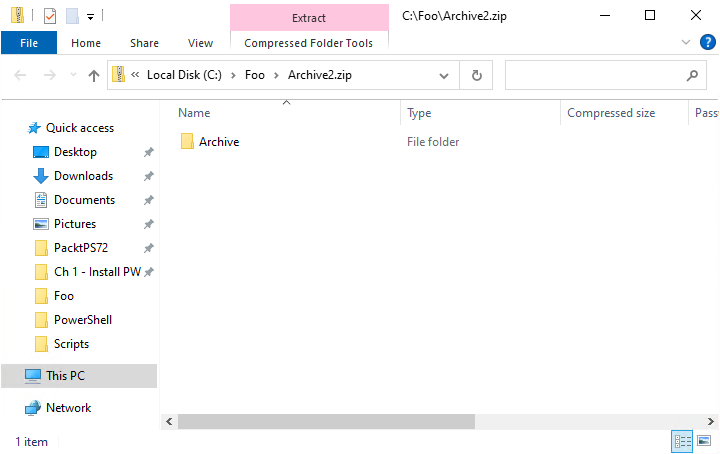 Extract
C:\Foo\Archive2.zip
File
Home
Share
View
Compressed Folder Tools
Local Disk (C:)
Foo
Archive2.zip
Name
Type
Compressed size
Pass
Quick access
Desktop
Downloads
Documents
Pictures
PacktPS72
Ch 1 - Install PW
Foo
PowerShell
Scripts
This PC
Network
Archive
File folder
1 item